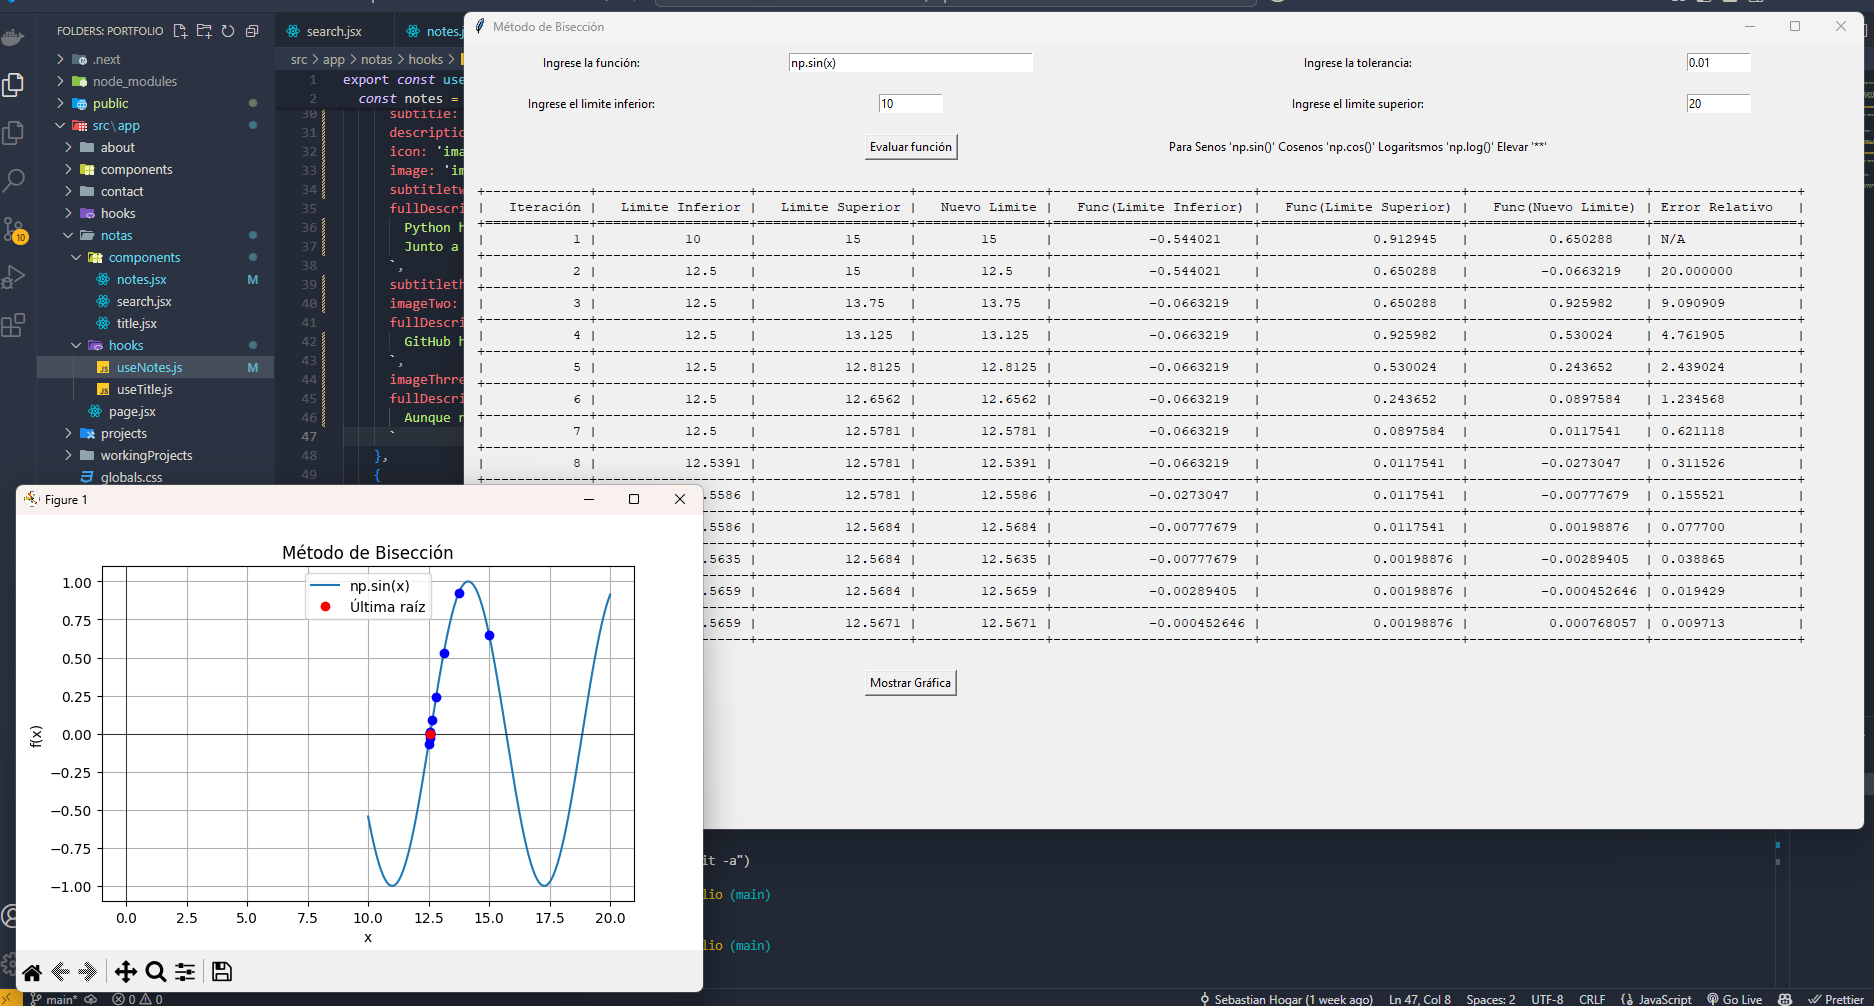 FOLDERS: PORTFOLIO
.next
node_modules
public
src\app
about
components
contact
hooks
notas
components
notes.jsx M
search.jsx
title.jsx
hooks
useNotes.js M
useTitle.js
page.jsx
projects
workingProjects
globals.css
10
search.jsx
notes.j
src > app > notas > hooks >
1 export const use
2 const notes =
30 subtitle:
31 descriptio
32 icon: 'ima
33 image: 'im
34 subtitletw
35 fullDescri
36 Python h
37 Junto a
38 `,
39 subtitleth
40 imageTwo:
41 fullDescri
42 GitHub h
43 `,
44 imageThrre
45 fullDescri
46 Aunque n
47 `
48 },
49 {
Método de Bisección
Ingrese la función: np.sin(x) Ingrese la tolerancia: 0.01
Ingrese el limite inferior: 10 Ingrese el limite superior: 20
Evaluar función Para Senos 'np.sin()' Cosenos 'np.cos()' Logaritsmos 'np.log()' Elevar '**'
| Iteración | Limite Inferior | Limite Superior | Nuevo Limite | Func(Limite Inferior) | Func(Limite Superior) | Func(Nuevo Limite) | Error Relativo |
| 1 | 10 | 15 | 15 | -0.544021 | 0.912945 | 0.650288 | N/A |
| 2 | 12.5 | 15 | 12.5 | -0.544021 | 0.650288 | -0.0663219 | 20.000000 |
| 3 | 12.5 | 13.75 | 13.75 | -0.0663219 | 0.650288 | 0.925982 | 9.090909 |
| 4 | 12.5 | 13.125 | 13.125 | -0.0663219 | 0.925982 | 0.530024 | 4.761905 |
| 5 | 12.5 | 12.8125 | 12.8125 | -0.0663219 | 0.530024 | 0.243652 | 2.439024 |
| 6 | 12.5 | 12.6562 | 12.6562 | -0.0663219 | 0.243652 | 0.0897584 | 1.234568 |
| 7 | 12.5 | 12.5781 | 12.5781 | -0.0663219 | 0.0897584 | 0.0117541 | 0.621118 |
| 8 | 12.5391 | 12.5781 | 12.5391 | -0.0663219 | 0.0117541 | -0.0273047 | 0.311526 |
.5586 | 12.5781 | 12.5586 | -0.0273047 | 0.0117541 | -0.00777679 | 0.155521 |
.5586 | 12.5684 | 12.5684 | -0.00777679 | 0.0117541 | 0.00198876 | 0.077700 |
.5635 | 12.5684 | 12.5635 | -0.00777679 | 0.00198876 | -0.00289405 | 0.038865 |
.5659 | 12.5684 | 12.5659 | -0.00289405 | 0.00198876 | -0.000452646 | 0.019429 |
.5659 | 12.5671 | 12.5671 | -0.000452646 | 0.00198876 | 0.000768057 | 0.009713 |
Mostrar Gráfica
Figure 1
Método de Bisección
np.sin(x)
Última raíz
1.00
0.75
0.50
0.25
0.00
−0.25
−0.50
−0.75
−1.00
f(x)
0.0 2.5 5.0 7.5 10.0 12.5 15.0 17.5 20.0
x
it -a")
lio (main)
lio (main)
main* 0 0 Sebastian Hogar (1 week ago) Ln 47, Col 8 Spaces: 2 UTF-8 CRLF {} JavaScript Go Live Prettier